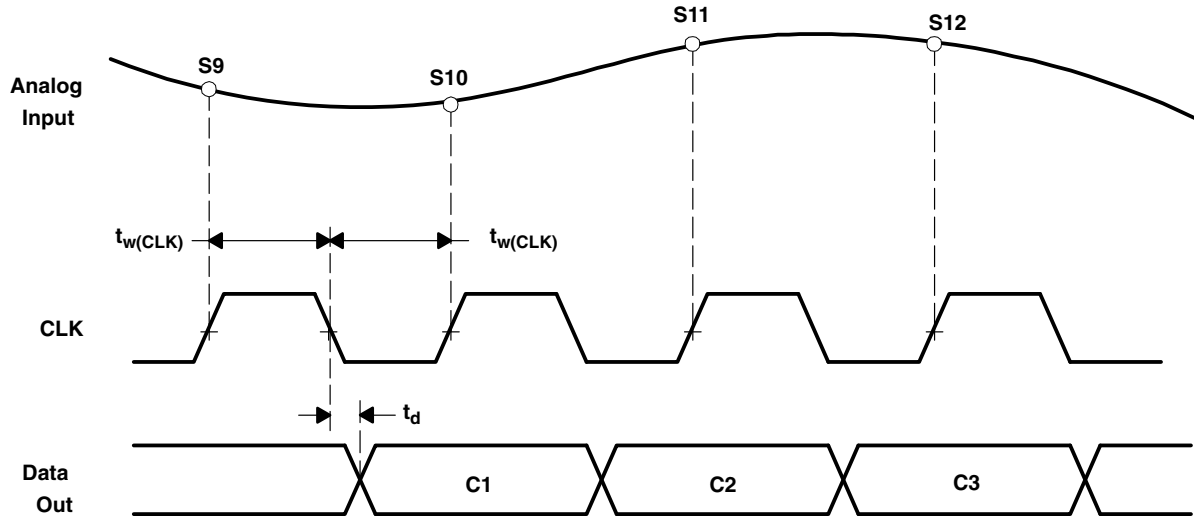 S9
S10
S11
S12
Analog
Input
tw(CLK)
tw(CLK)
CLK
td
Data
Out
C1
C2
C3